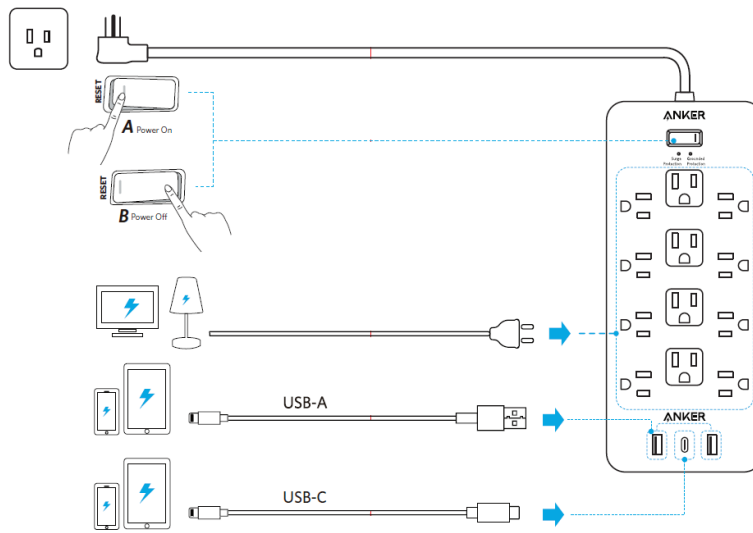 RESET
A Power On
RESET
B Power Off
ANKER
Surge
Protection
Grounded
Protection
USB-A
ANKER
USB-C